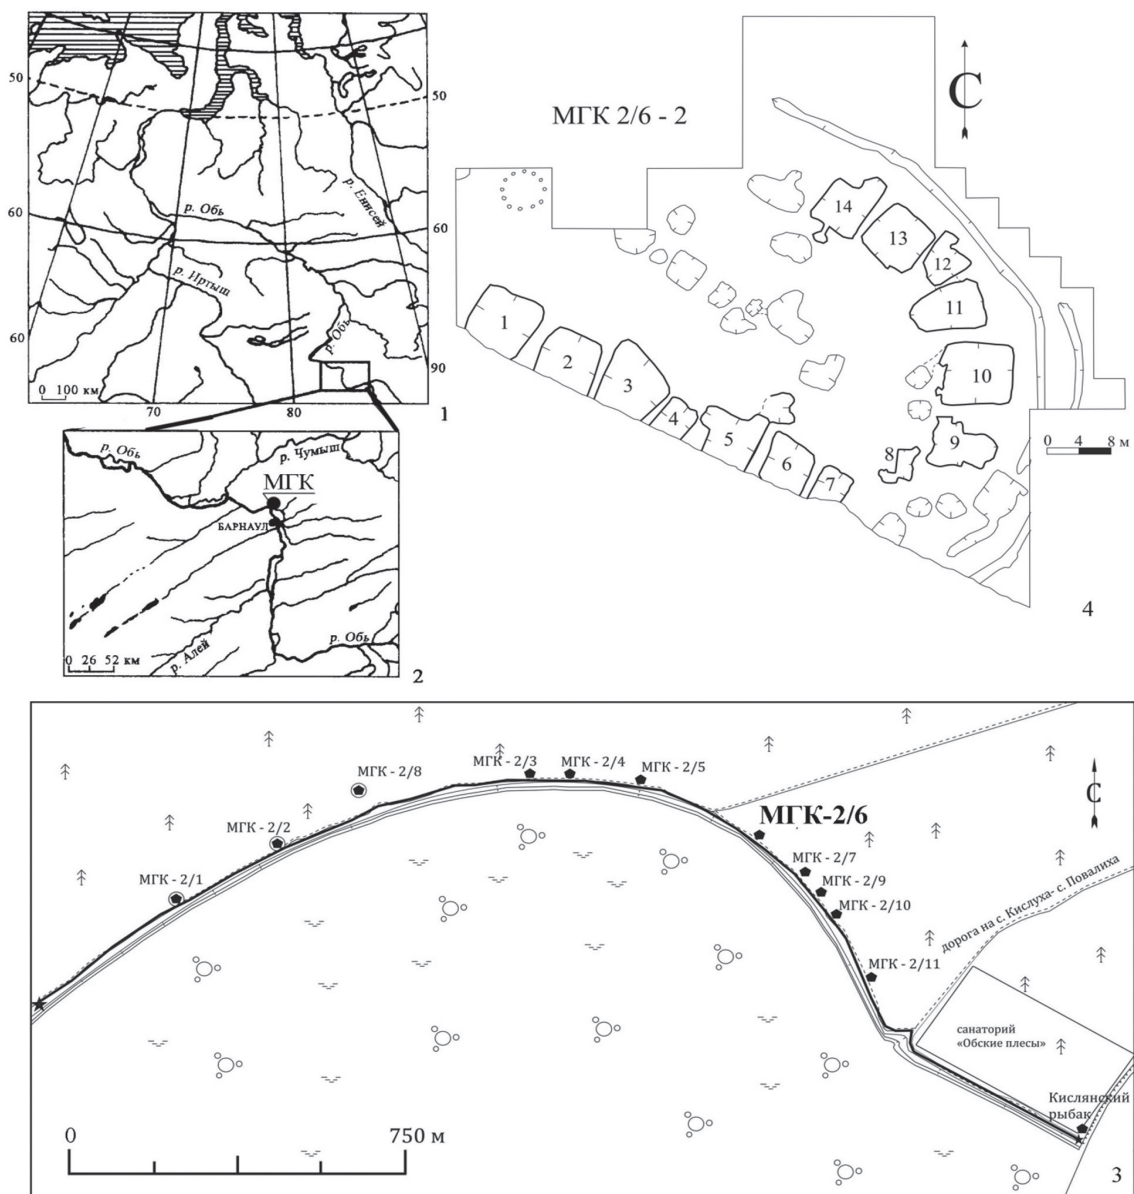 50
50
р. Обь
р. Енисей
60
60
р. Иртыш
р. Обь
60
90
0 100 км
70
80
1
р. Обь
р. Чумыш
МГК
БАРНАУЛ
р. Алей
р. Обь
0 26 52 км
2
МГК 2/6 - 2
С
14
13
12
11
1
2
3
10
4
5
9
6
8
7
0 4 8 м
4
МГК - 2/3
МГК - 2/4
МГК - 2/5
МГК - 2/8
С
МГК-2/6
МГК - 2/2
МГК - 2/7
МГК - 2/1
МГК - 2/9
МГК - 2/10
дорога на с. Кислуха- с. Повалиха
МГК - 2/11
санаторий
«Обские плесы»
Кислянский
рыбак
0 750 м
3